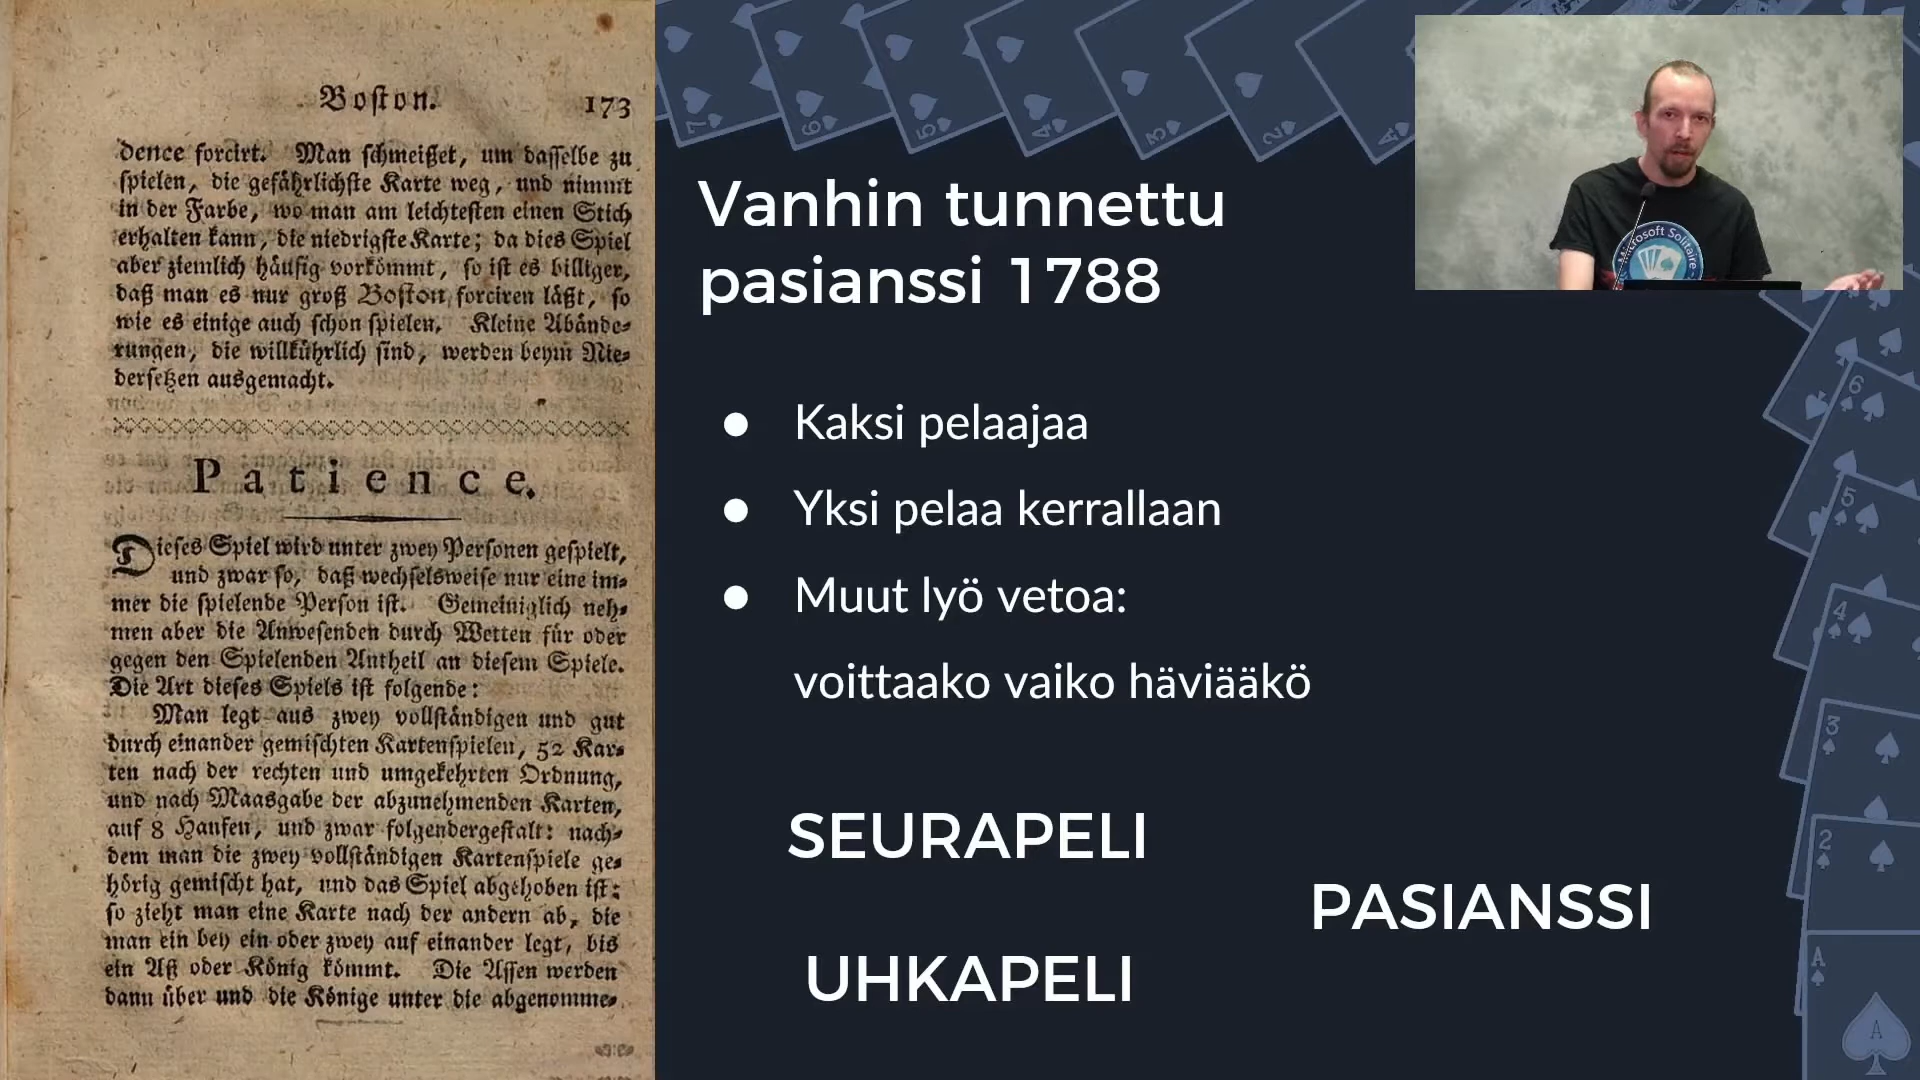 Boston.
173
dence forcirt. Man schmeißet, um dasselbe zu
spielen, die gefährlichste Karte weg, und nimmt
in der Farbe, wo man am leichtesten einen Stich
erhalten kann, die niedrigste Karte; da dies Spiel
aber ziemlich häufig vorkömmt, so ist es billiger,
daß man es nur groß Boston forciren läßt, so
wie es einige auch schon spielen. Kleine Abände-
rungen, die willkührlich sind, werden beym Nie-
dersetzen ausgemacht.
Patience.
Dieses Spiel wird unter zwey Personen gespielt,
und zwar so, daß wechselsweise nur eine im-
mer die spielende Person ist. Gemeiniglich neh-
men aber die Anwesenden durch Wetten für oder
gegen den Spielenden Antheil an diesem Spiele.
Die Art dieses Spiels ist folgende:
Man legt aus zwey vollständigen und gut
durch einander gemischten Kartenspielen, 52 Kar-
ten nach der rechten und umgekehrten Ordnung,
und nach Maasgabe der abzunehmenden Karten,
auf 8 Haufen, und zwar folgendergestalt: nach-
dem man die zwey vollständigen Kartenspiele ge-
hörig gemischt hat, und das Spiel abgehoben ist:
so zieht man eine Karte nach der andern ab, die
man ein bey ein oder zwey auf einander legt, bis
ein Aß oder König kömmt. Die Assen werden
dann über und die Könige unter die abgenomme-
Vanhin tunnettu
pasianssi 1788
● Kaksi pelaajaa
● Yksi pelaa kerrallaan
● Muut lyö vetoa:
voittaako vaiko häviääkö
SEURAPELI
PASIANSSI
UHKAPELI
Microsoft Solitaire
7
6
5
4
3
2
A
6
5
4
3
2
A
A